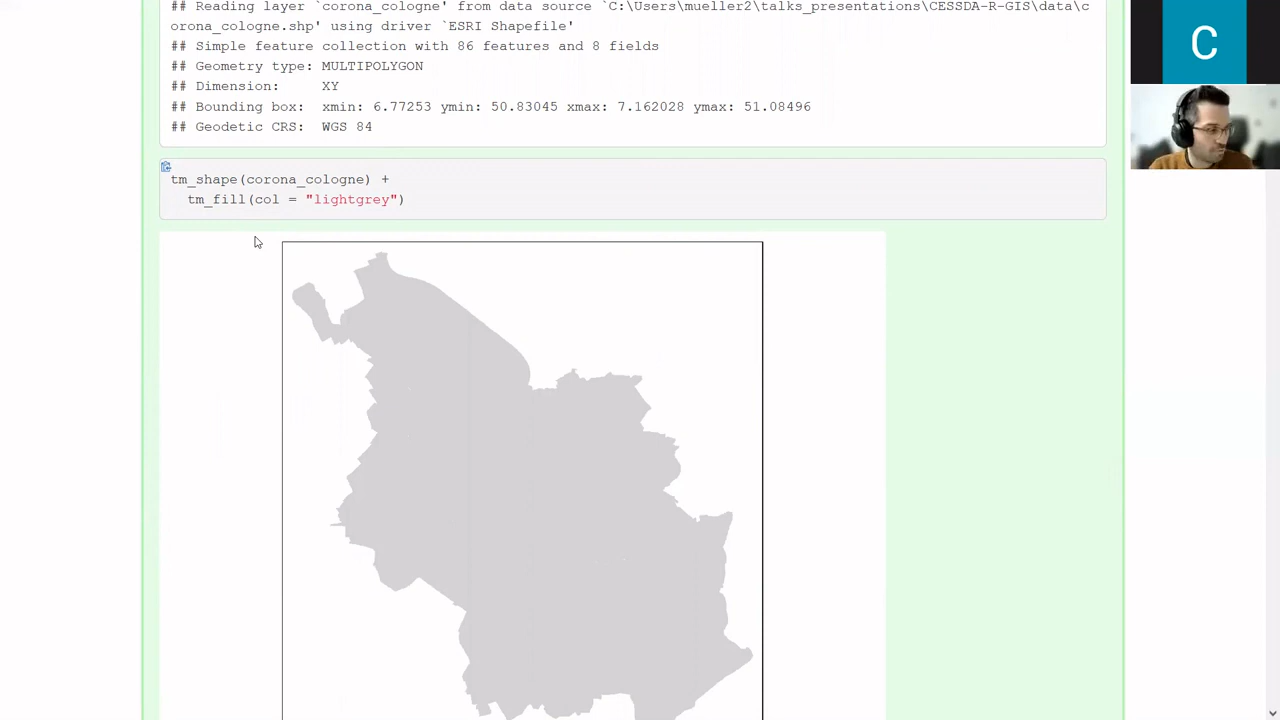 ## Reading layer `corona_cologne' from data source `C:\Users\mueller2\talks_presentations\CESSDA-R-GIS\data\c
orona_cologne.shp' using driver `ESRI Shapefile'
## Simple feature collection with 86 features and 8 fields
## Geometry type: MULTIPOLYGON
## Dimension:     XY
## Bounding box:  xmin: 6.77253 ymin: 50.83045 xmax: 7.162028 ymax: 51.08496
## Geodetic CRS:  WGS 84
C
tm_shape(corona_cologne) +
  tm_fill(col = "lightgrey")